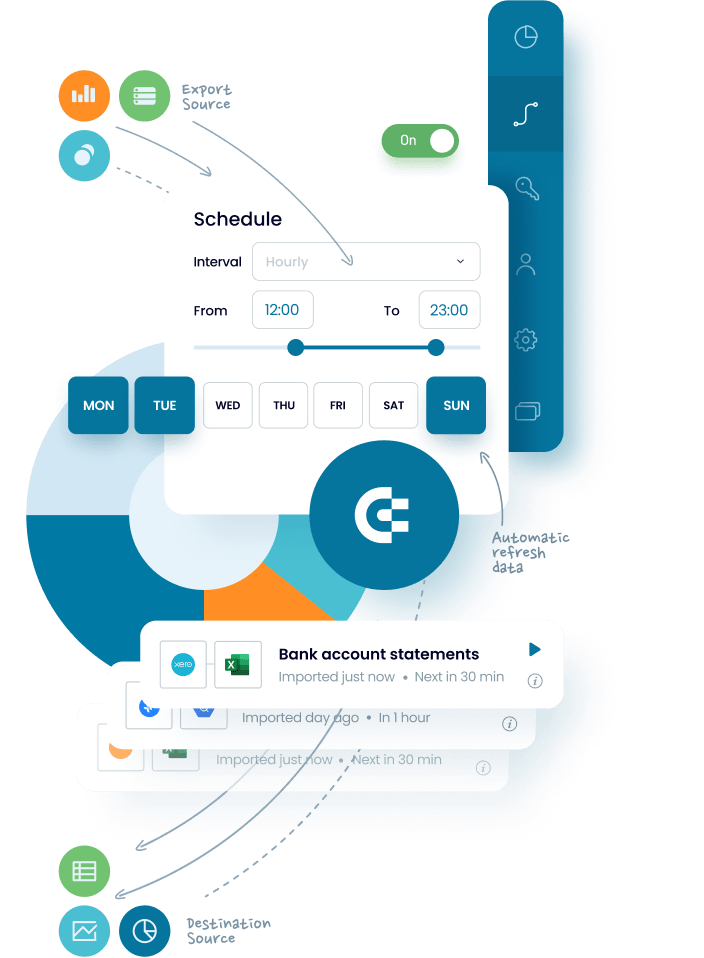 Export
Source
On
Schedule
Interval Hourly
From 12:00 To 23:00
MON TUE WED THU FRI SAT SUN
Automatic
refresh
data
xero X Bank account statements
Imported just now • Next in 30 min
Imported day ago • In 1 hour
Imported just now • Next in 30 min
Destination
Source